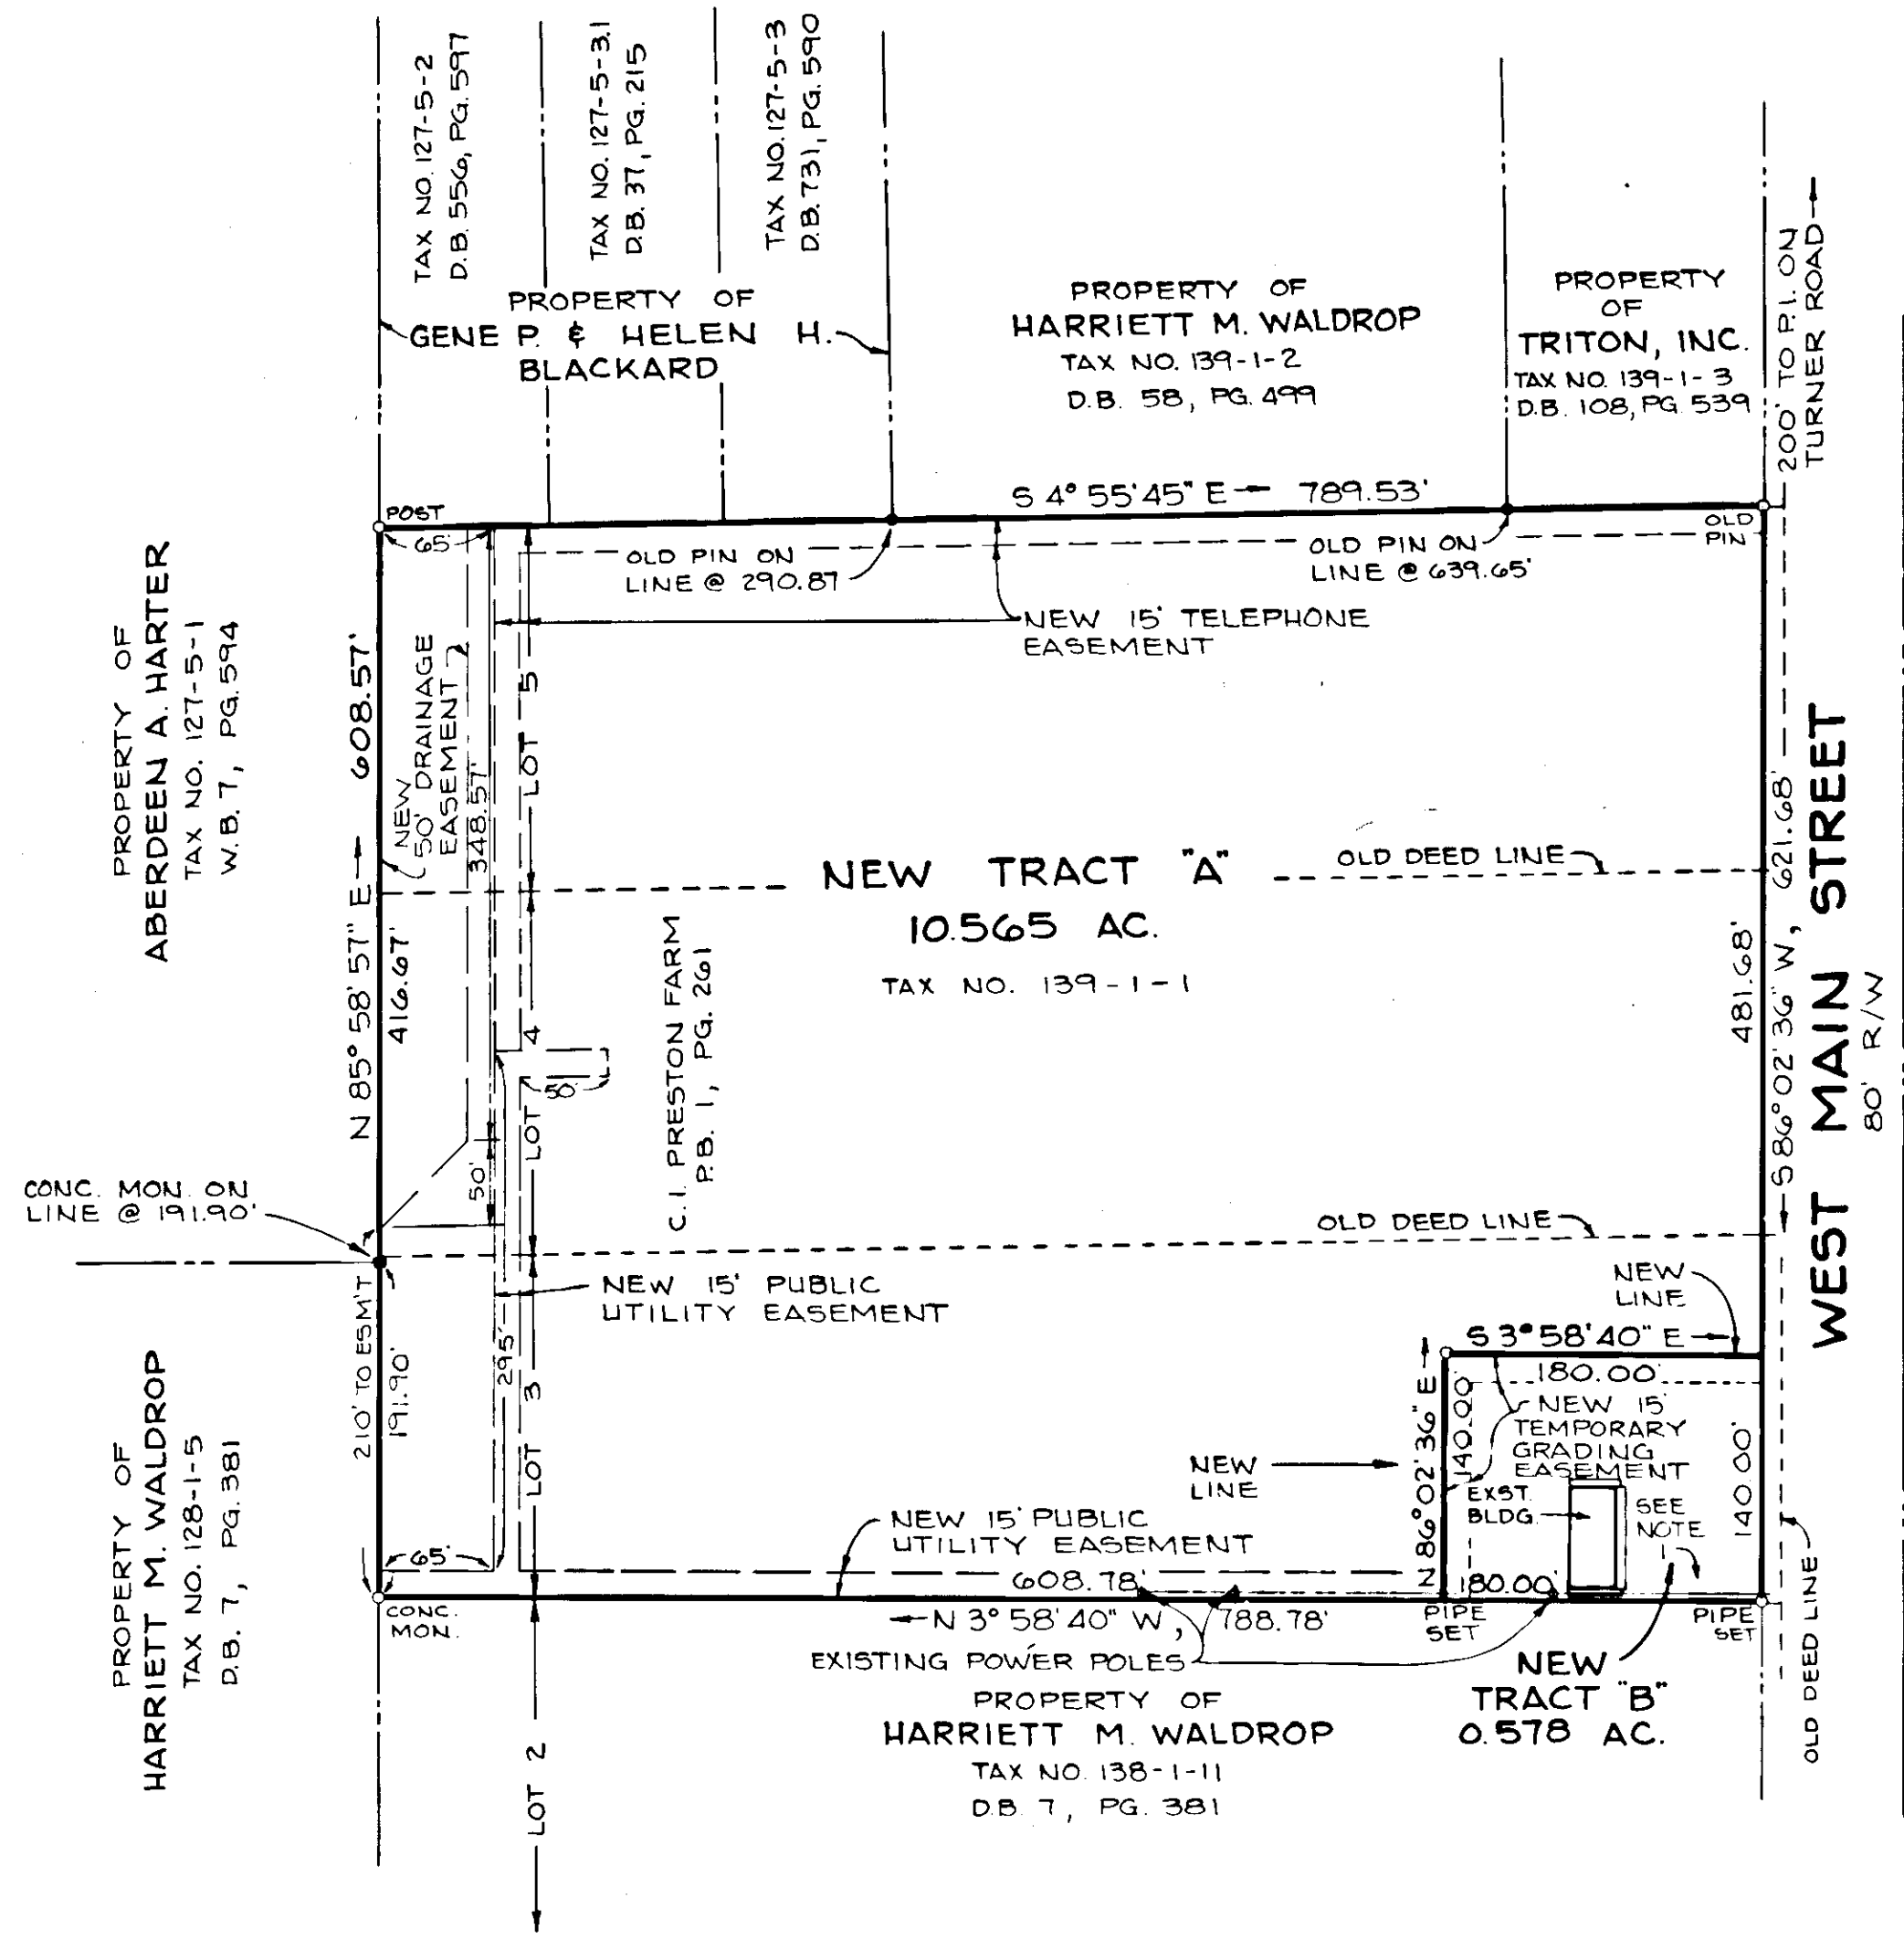 TAX NO. 127-5-2
D.B. 556, PG. 597
TAX NO. 127-5-3.1
D.B. 37, PG. 215
TAX NO. 127-5-3
D.B. 731, PG. 590
PROPERTY OF
GENE P. & HELEN H.
BLACKARD
PROPERTY OF
HARRIETT M. WALDROP
TAX NO. 139-1-2
D.B. 58, PG. 499
PROPERTY
OF
TRITON, INC.
TAX NO. 139-1-3
D.B. 108, PG. 539
200' TO P.I. ON
TURNER ROAD
POST
65'
S 4° 55' 45" E 789.53'
OLD
PIN
OLD PIN ON
LINE @ 290.87
OLD PIN ON
LINE @ 639.65'
NEW 15' TELEPHONE
EASEMENT
PROPERTY OF
ABERDEEN A. HARTER
TAX NO. 127-5-1
W.B. 7, PG. 594
N 85° 58' 57" E 608.57'
416.67'
NEW
50' DRAINAGE
EASEMENT
348.57'
LOT 5
NEW TRACT "A"
10.565 AC.
TAX NO. 139-1-1
OLD DEED LINE
C. I. PRESTON FARM
P.B. 1, PG. 261
LOT 4
50'
50'
481.68'
S 86° 02' 36" W, 621.68'
WEST MAIN STREET
80' R/W
CONC. MON. ON
LINE @ 191.90'
OLD DEED LINE
NEW 15' PUBLIC
UTILITY EASEMENT
210' TO ESM'T
191.90'
295'
LOT 3
NEW
LINE
S 3° 58' 40" E
180.00'
NEW 15'
TEMPORARY
GRADING
EASEMENT
N 86° 02' 36" E
140.00'
140.00'
NEW
LINE
EXST.
BLDG.
SEE
NOTE
1
PROPERTY OF
HARRIETT M. WALDROP
TAX NO. 128-1-5
D.B. 7, PG. 381
65'
NEW 15' PUBLIC
UTILITY EASEMENT
608.78'
180.00'
CONC.
MON.
N 3° 58' 40" W, 788.78'
PIPE
SET
PIPE
SET
EXISTING POWER POLES
PROPERTY OF
HARRIETT M. WALDROP
TAX NO. 138-1-11
D.B. 7, PG. 381
NEW
TRACT "B"
0.578 AC.
OLD DEED LINE
LOT 2